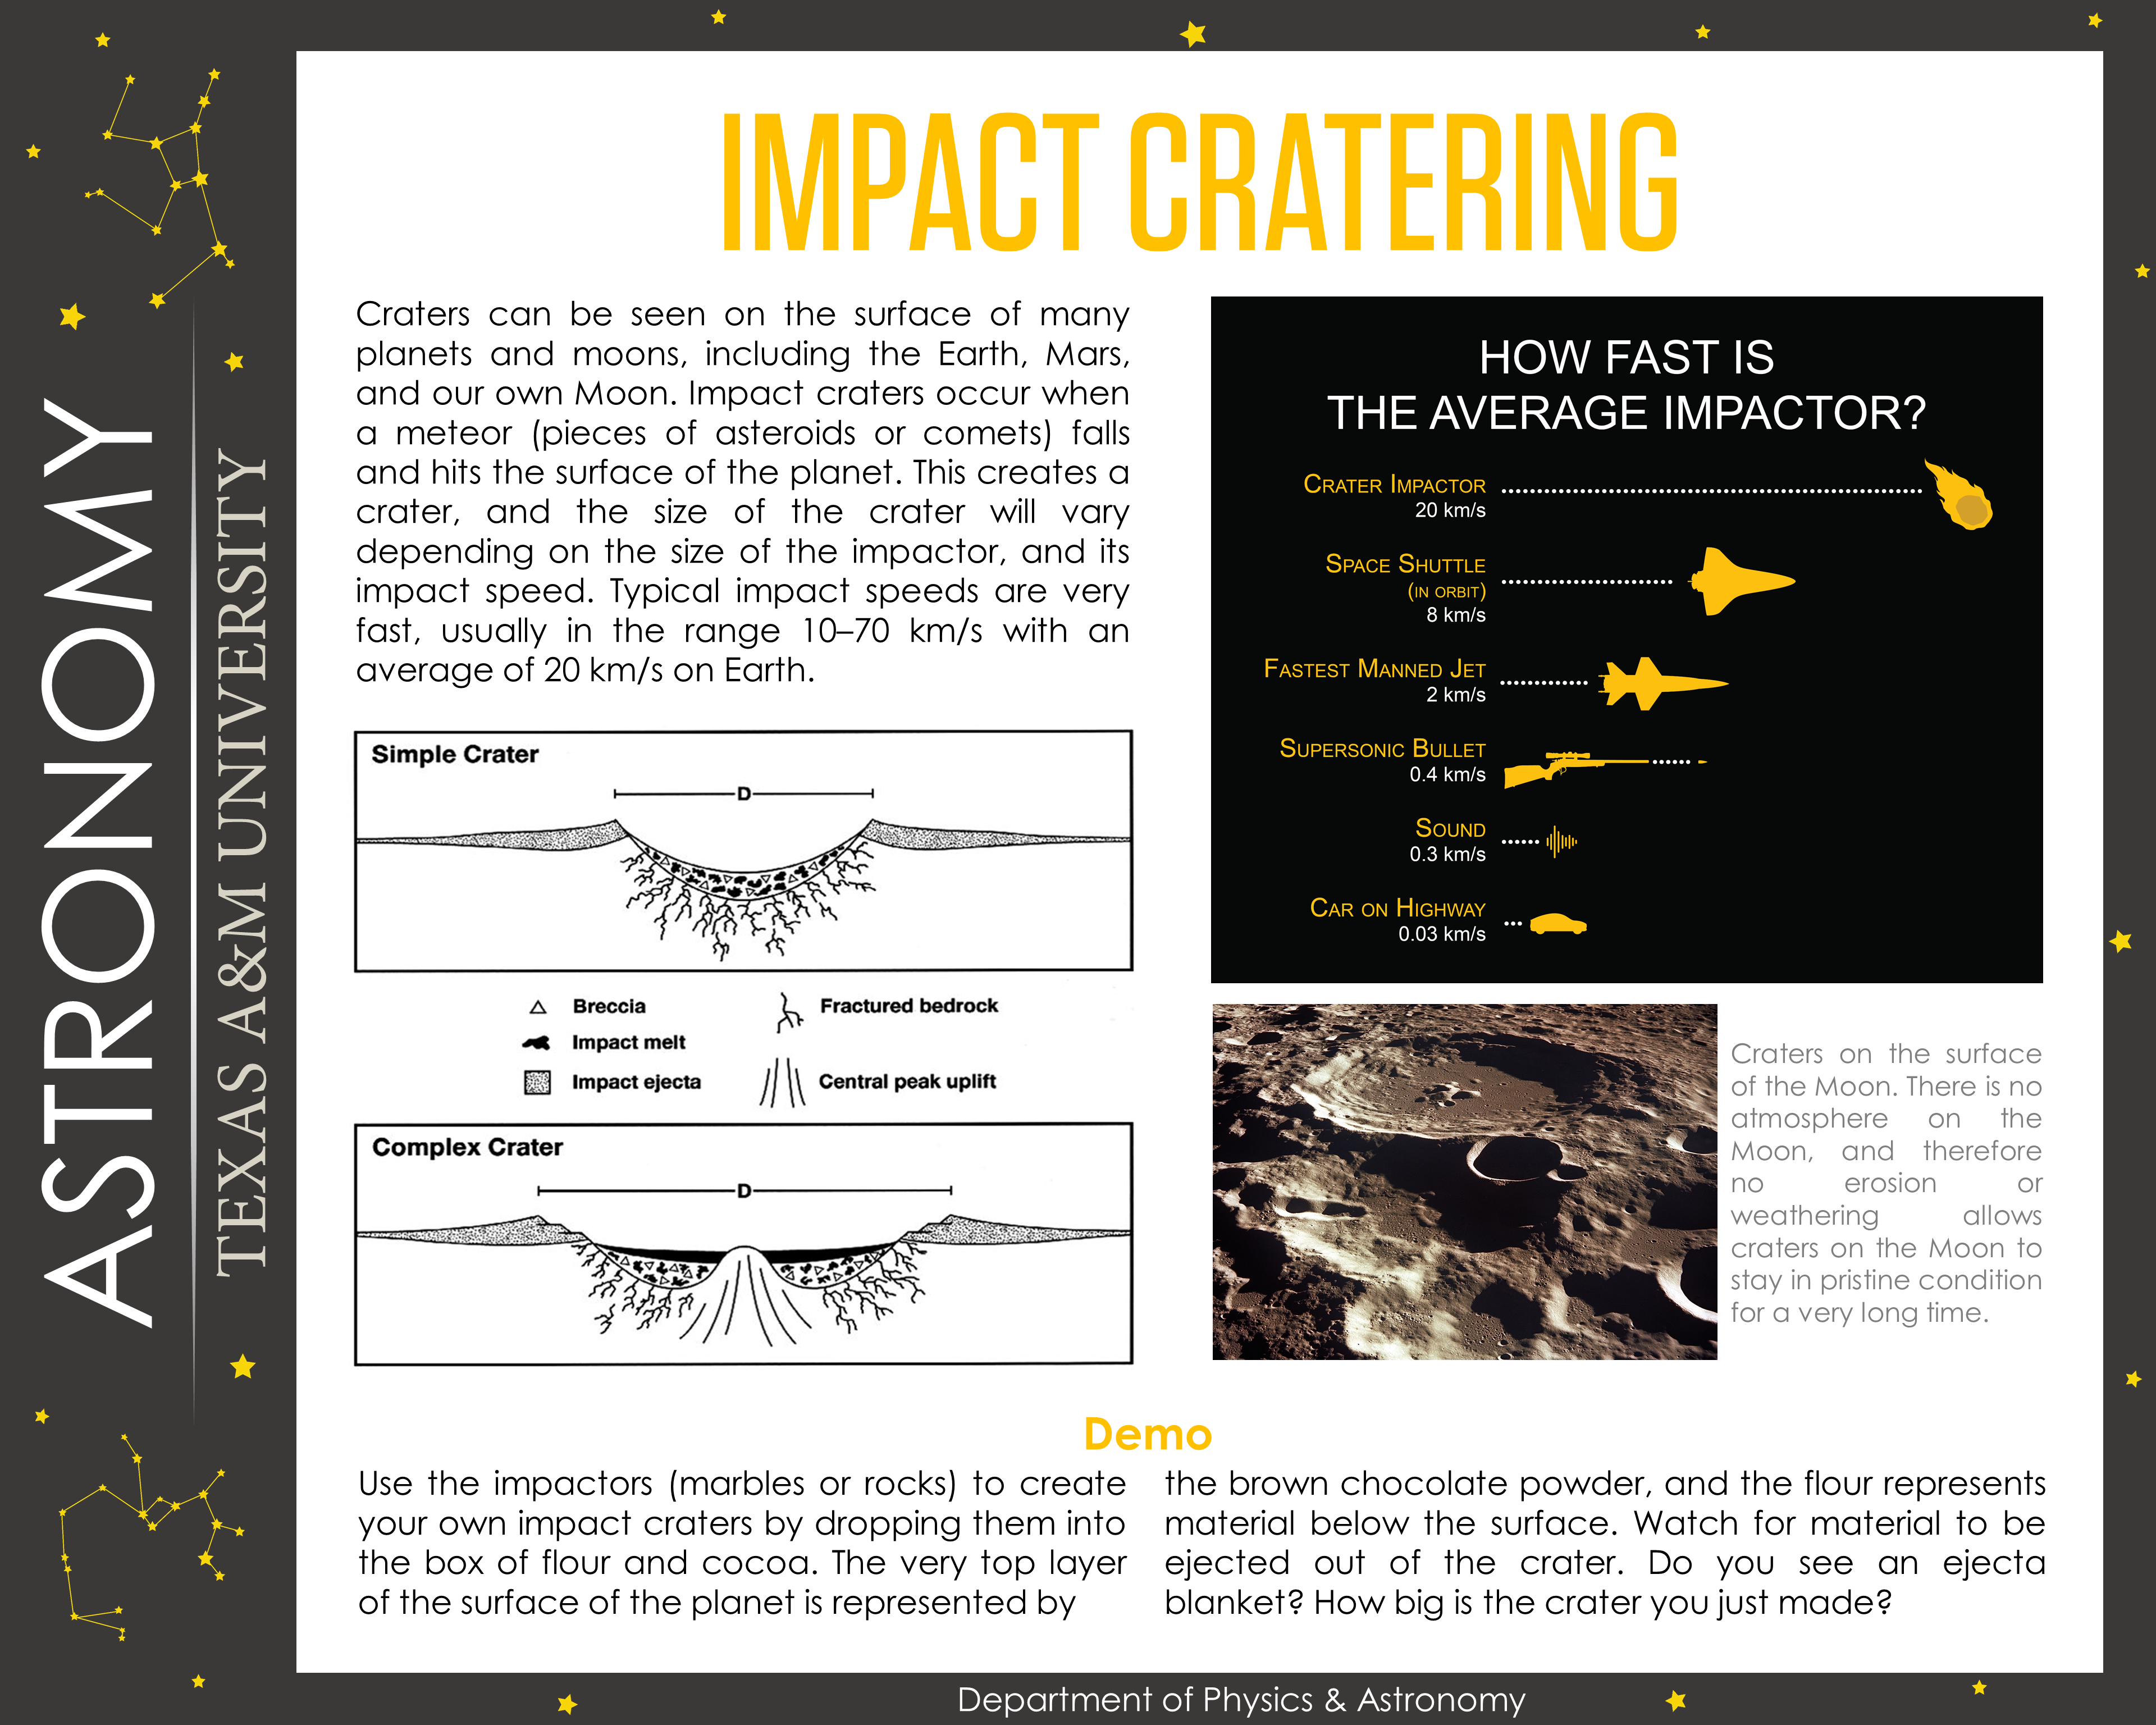 ASTRONOMY
TEXAS A&M UNIVERSITY
IMPACT CRATERING
Craters can be seen on the surface of many
planets and moons, including the Earth, Mars,
and our own Moon. Impact craters occur when
a meteor (pieces of asteroids or comets) falls
and hits the surface of the planet. This creates a
crater, and the size of the crater will vary
depending on the size of the impactor, and its
impact speed. Typical impact speeds are very
fast, usually in the range 10–70 km/s with an
average of 20 km/s on Earth.
Simple Crater
D
Breccia
Fractured bedrock
Impact melt
Impact ejecta
Central peak uplift
Complex Crater
D
HOW FAST IS
THE AVERAGE IMPACTOR?
CRATER IMPACTOR
20 km/s
SPACE SHUTTLE
(IN ORBIT)
8 km/s
FASTEST MANNED JET
2 km/s
SUPERSONIC BULLET
0.4 km/s
SOUND
0.3 km/s
CAR ON HIGHWAY
0.03 km/s
Craters on the surface
of the Moon. There is no
atmosphere on the
Moon, and therefore
no erosion or
weathering allows
craters on the Moon to
stay in pristine condition
for a very long time.
Demo
Use the impactors (marbles or rocks) to create
your own impact craters by dropping them into
the box of flour and cocoa. The very top layer
of the surface of the planet is represented by
the brown chocolate powder, and the flour represents
material below the surface. Watch for material to be
ejected out of the crater. Do you see an ejecta
blanket? How big is the crater you just made?
Department of Physics & Astronomy